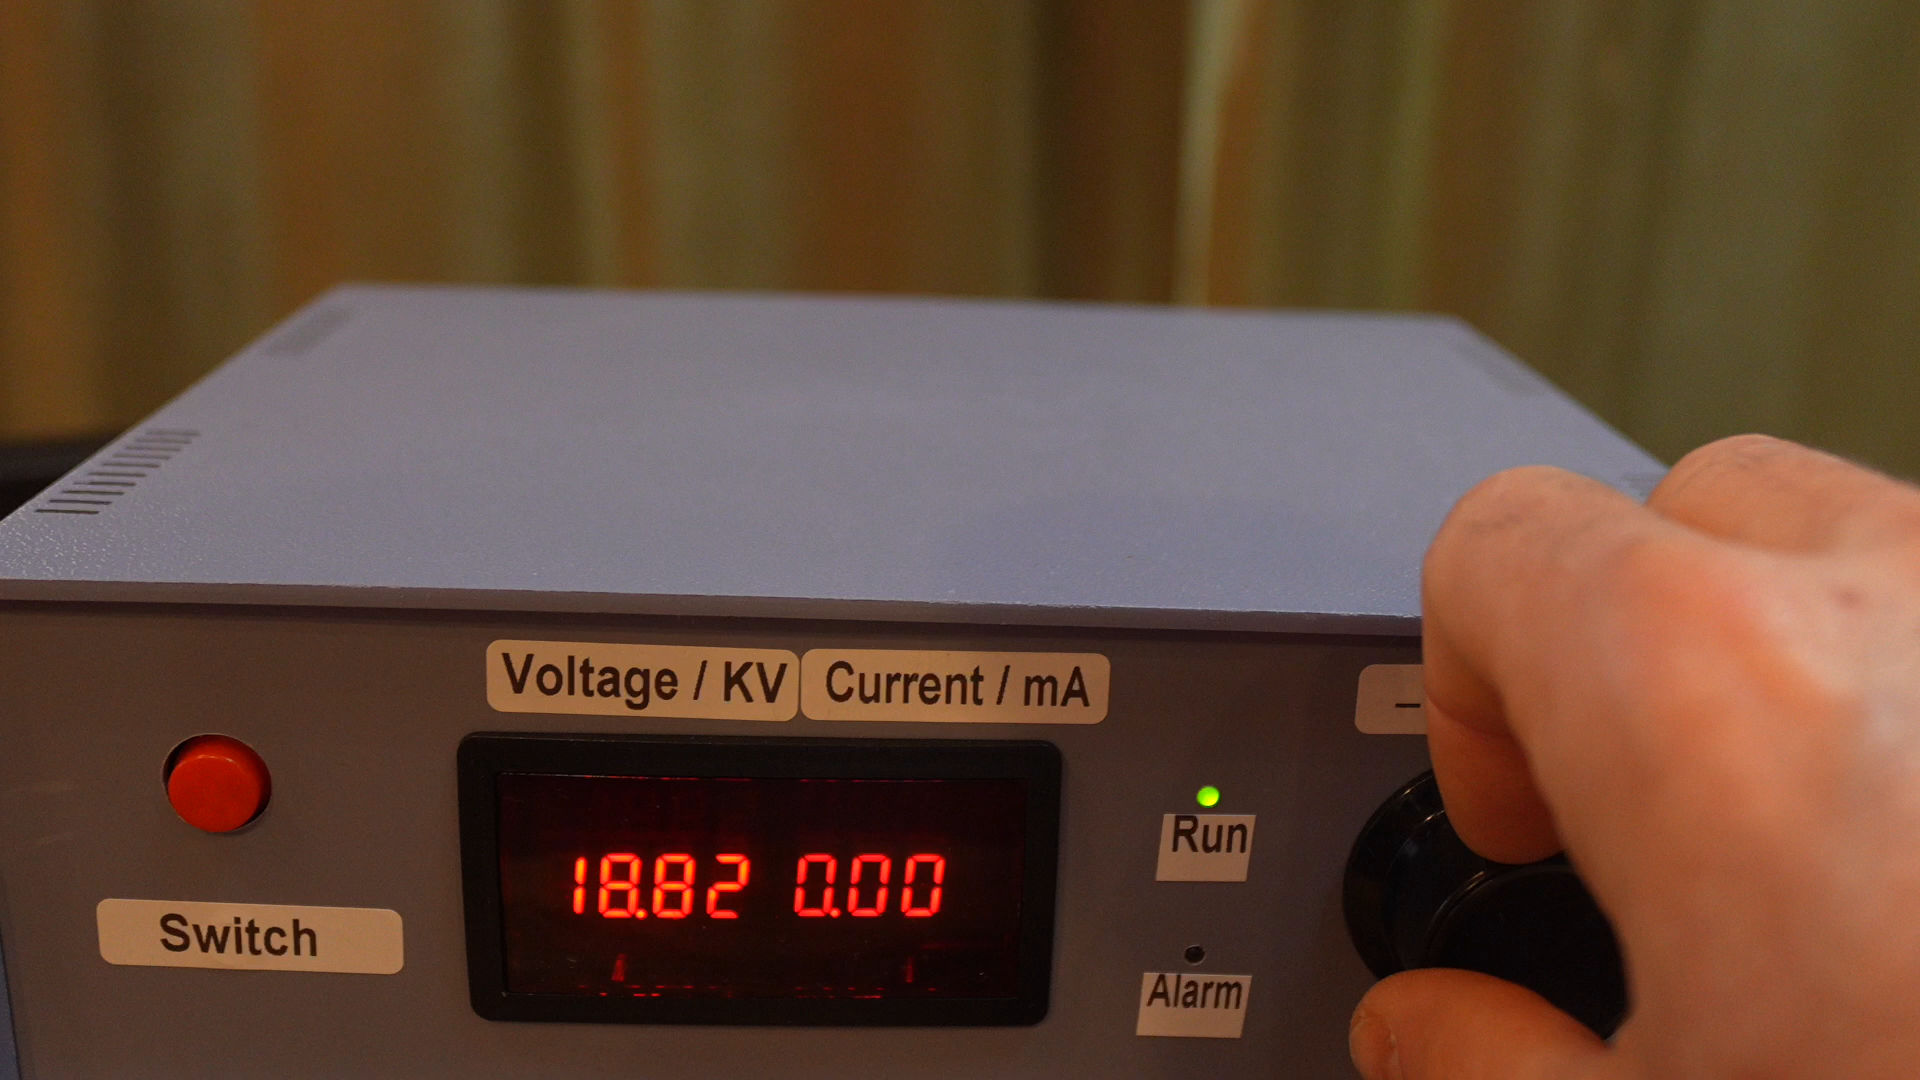 Voltage / KV Current / mA
18.82 0.00
Run
Switch
Alarm
–